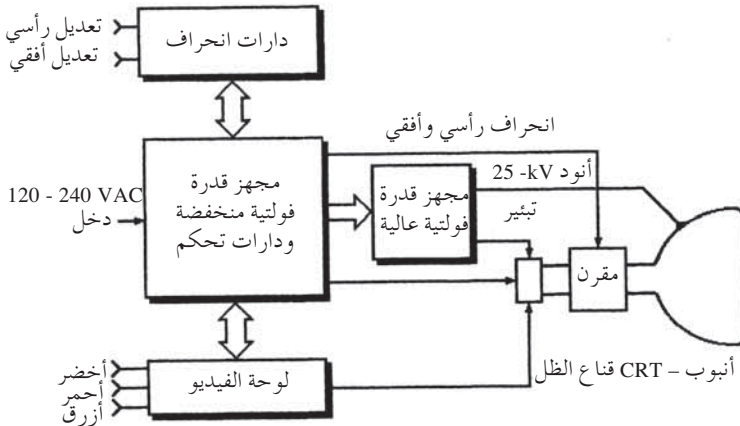 تعديل رأسي
تعديل أفقي
دارات انحراف
انحراف رأسي وأفقي
120 - 240 VAC
دخل
مجهز قدرة
فولتية منخفضة
ودارات تحكم
مجهز قدرة
فولتية عالية
أنود 25 -kV
تبئير
مقرن
أنبوب – CRT قناع الظل
أخضر
أحمر
أزرق
لوحة الفيديو